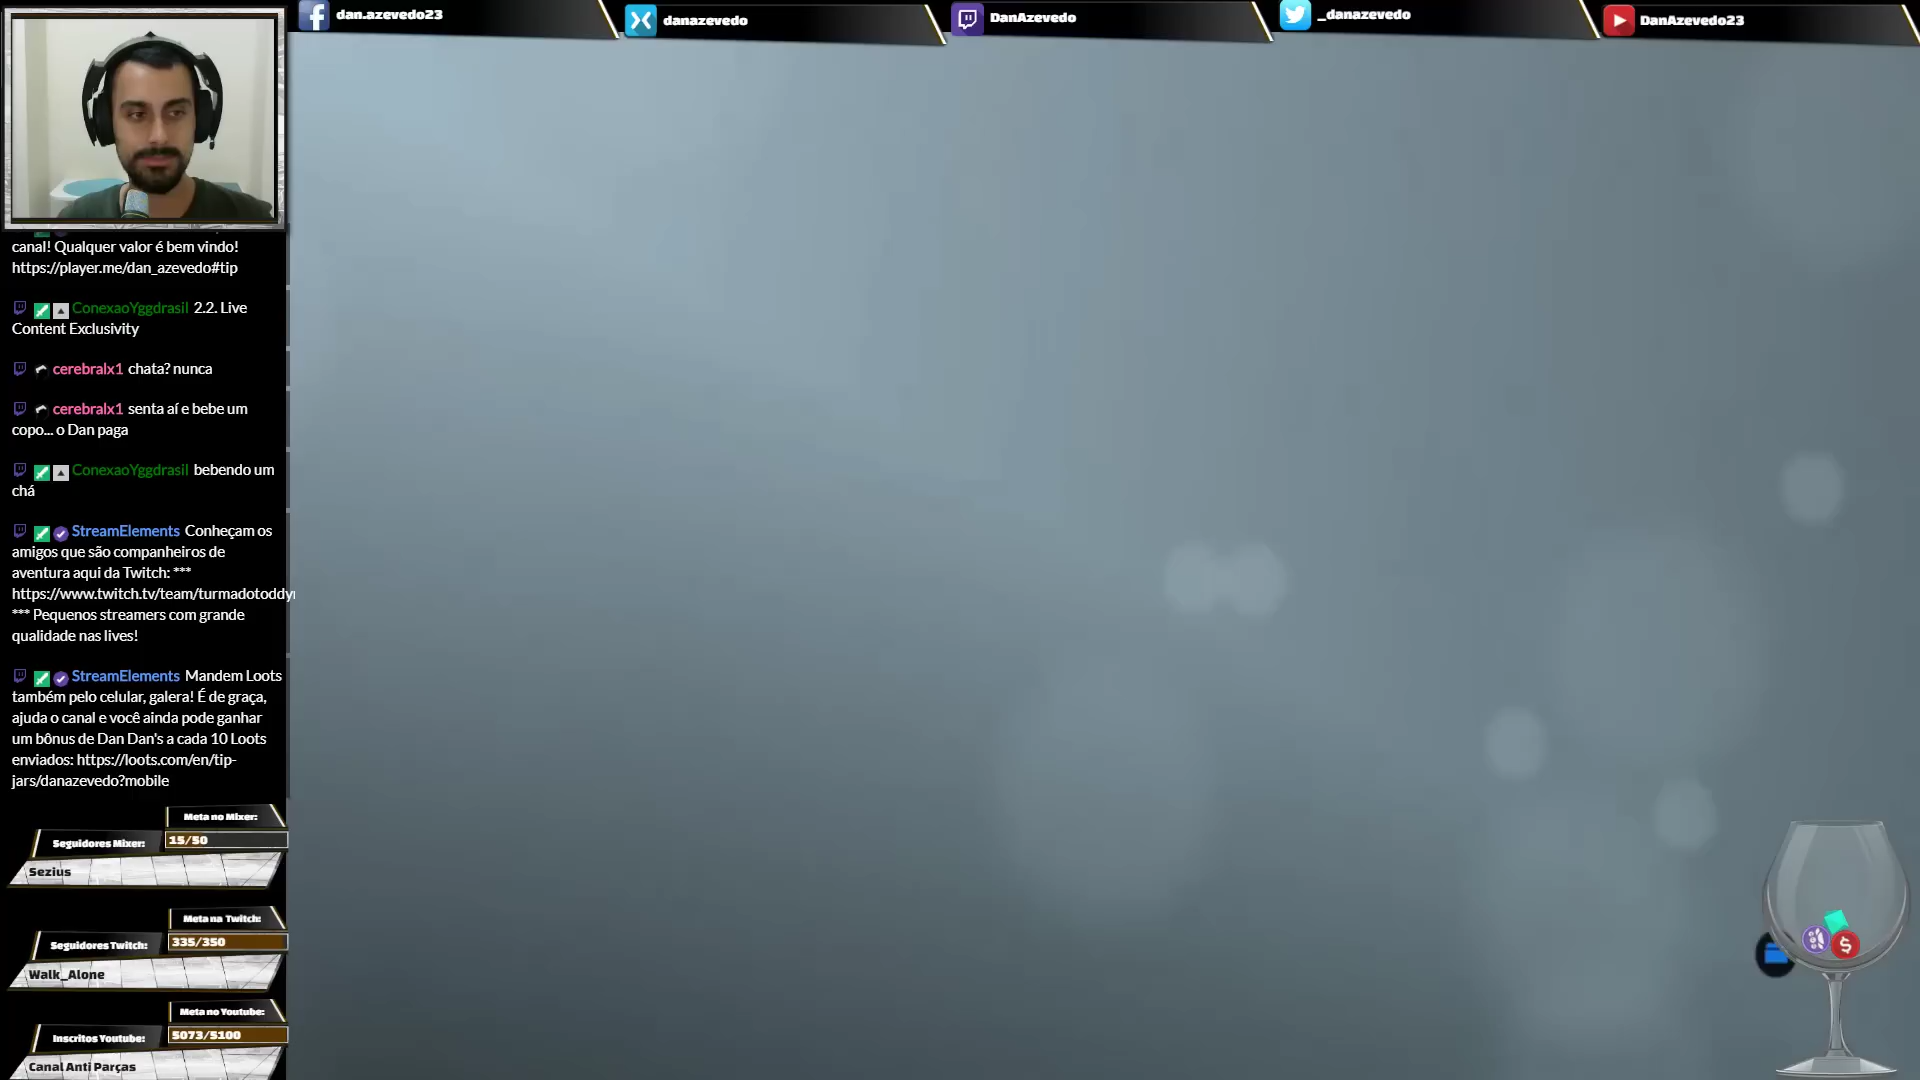 dan.azevedo23
danazevedo
DanAzevedo
_danazevedo
DanAzevedo23
canal! Qualquer valor é bem vindo!
https://player.me/dan_azevedo#tip
ConexaoYggdrasil 2.2. Live
Content Exclusivity
cerebralx1 chata? nunca
cerebralx1 senta aí e bebe um
copo... o Dan paga
ConexaoYggdrasil bebendo um
chá
StreamElements Conheçam os
amigos que são companheiros de
aventura aqui da Twitch: ***
https://www.twitch.tv/team/turmadotoddy
*** Pequenos streamers com grande
qualidade nas lives!
StreamElements Mandem Loots
também pelo celular, galera! É de graça,
ajuda o canal e você ainda pode ganhar
um bônus de Dan Dan's a cada 10 Loots
enviados: https://loots.com/en/tip-
jars/danazevedo?mobile
Meta no Mixer:
Seguidores Mixer: 15/50
Sezius
Meta na Twitch:
Seguidores Twitch: 335/350
Walk_Alone
Meta no Youtube:
Inscritos Youtube: 5073/5100
Canal Anti Parças